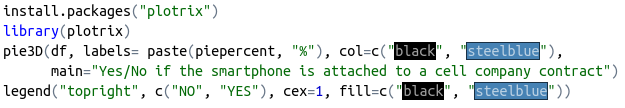 install.packages("plotrix")
library(plotrix)
pie3D(df, labels= paste(piepercent, "%"), col=c("black", "steelblue"),
main="Yes/No if the smartphone is attached to a cell company contract")
legend("topright", c("NO", "YES"), cex=1, fill=c("black", "steelblue"))